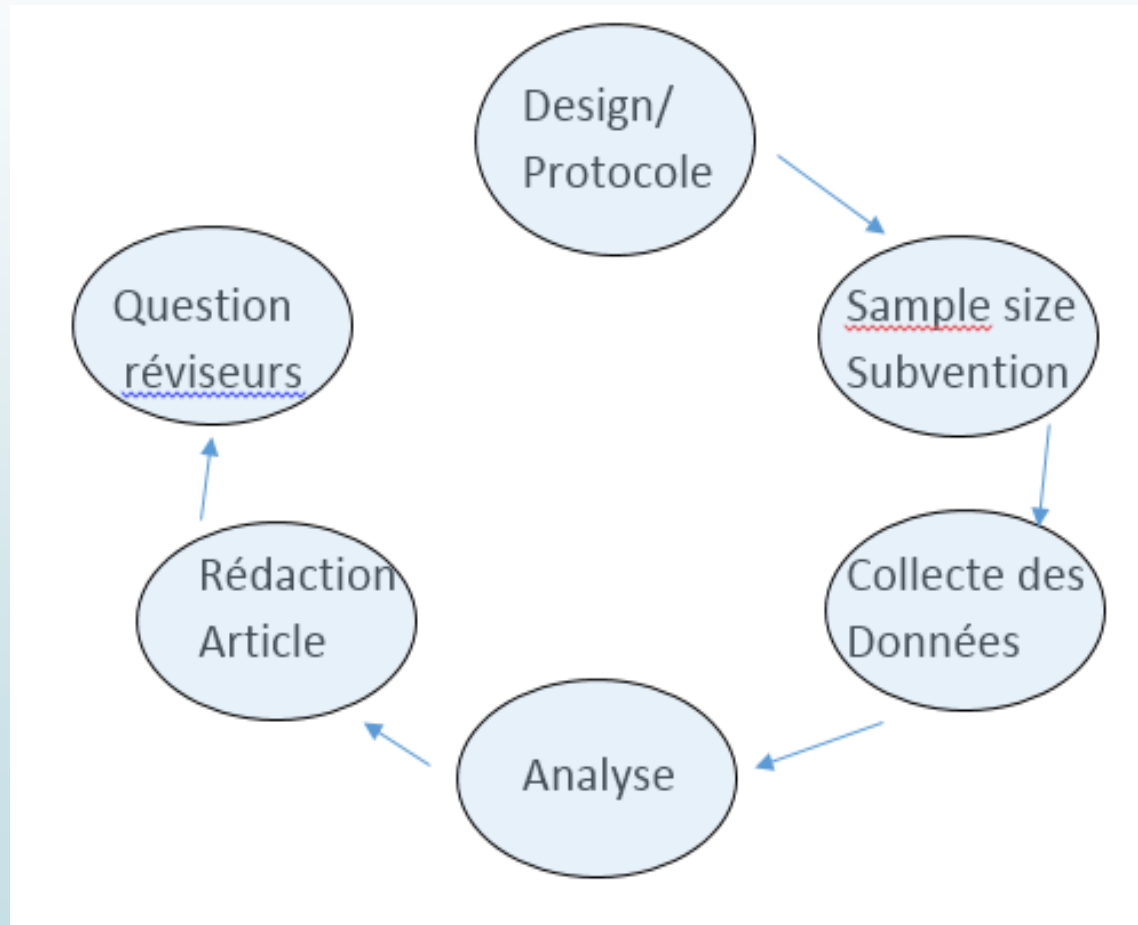 Design/
Protocole
Sample size
Subvention
Collecte des
Données
Analyse
Rédaction
Article
Question
réviseurs